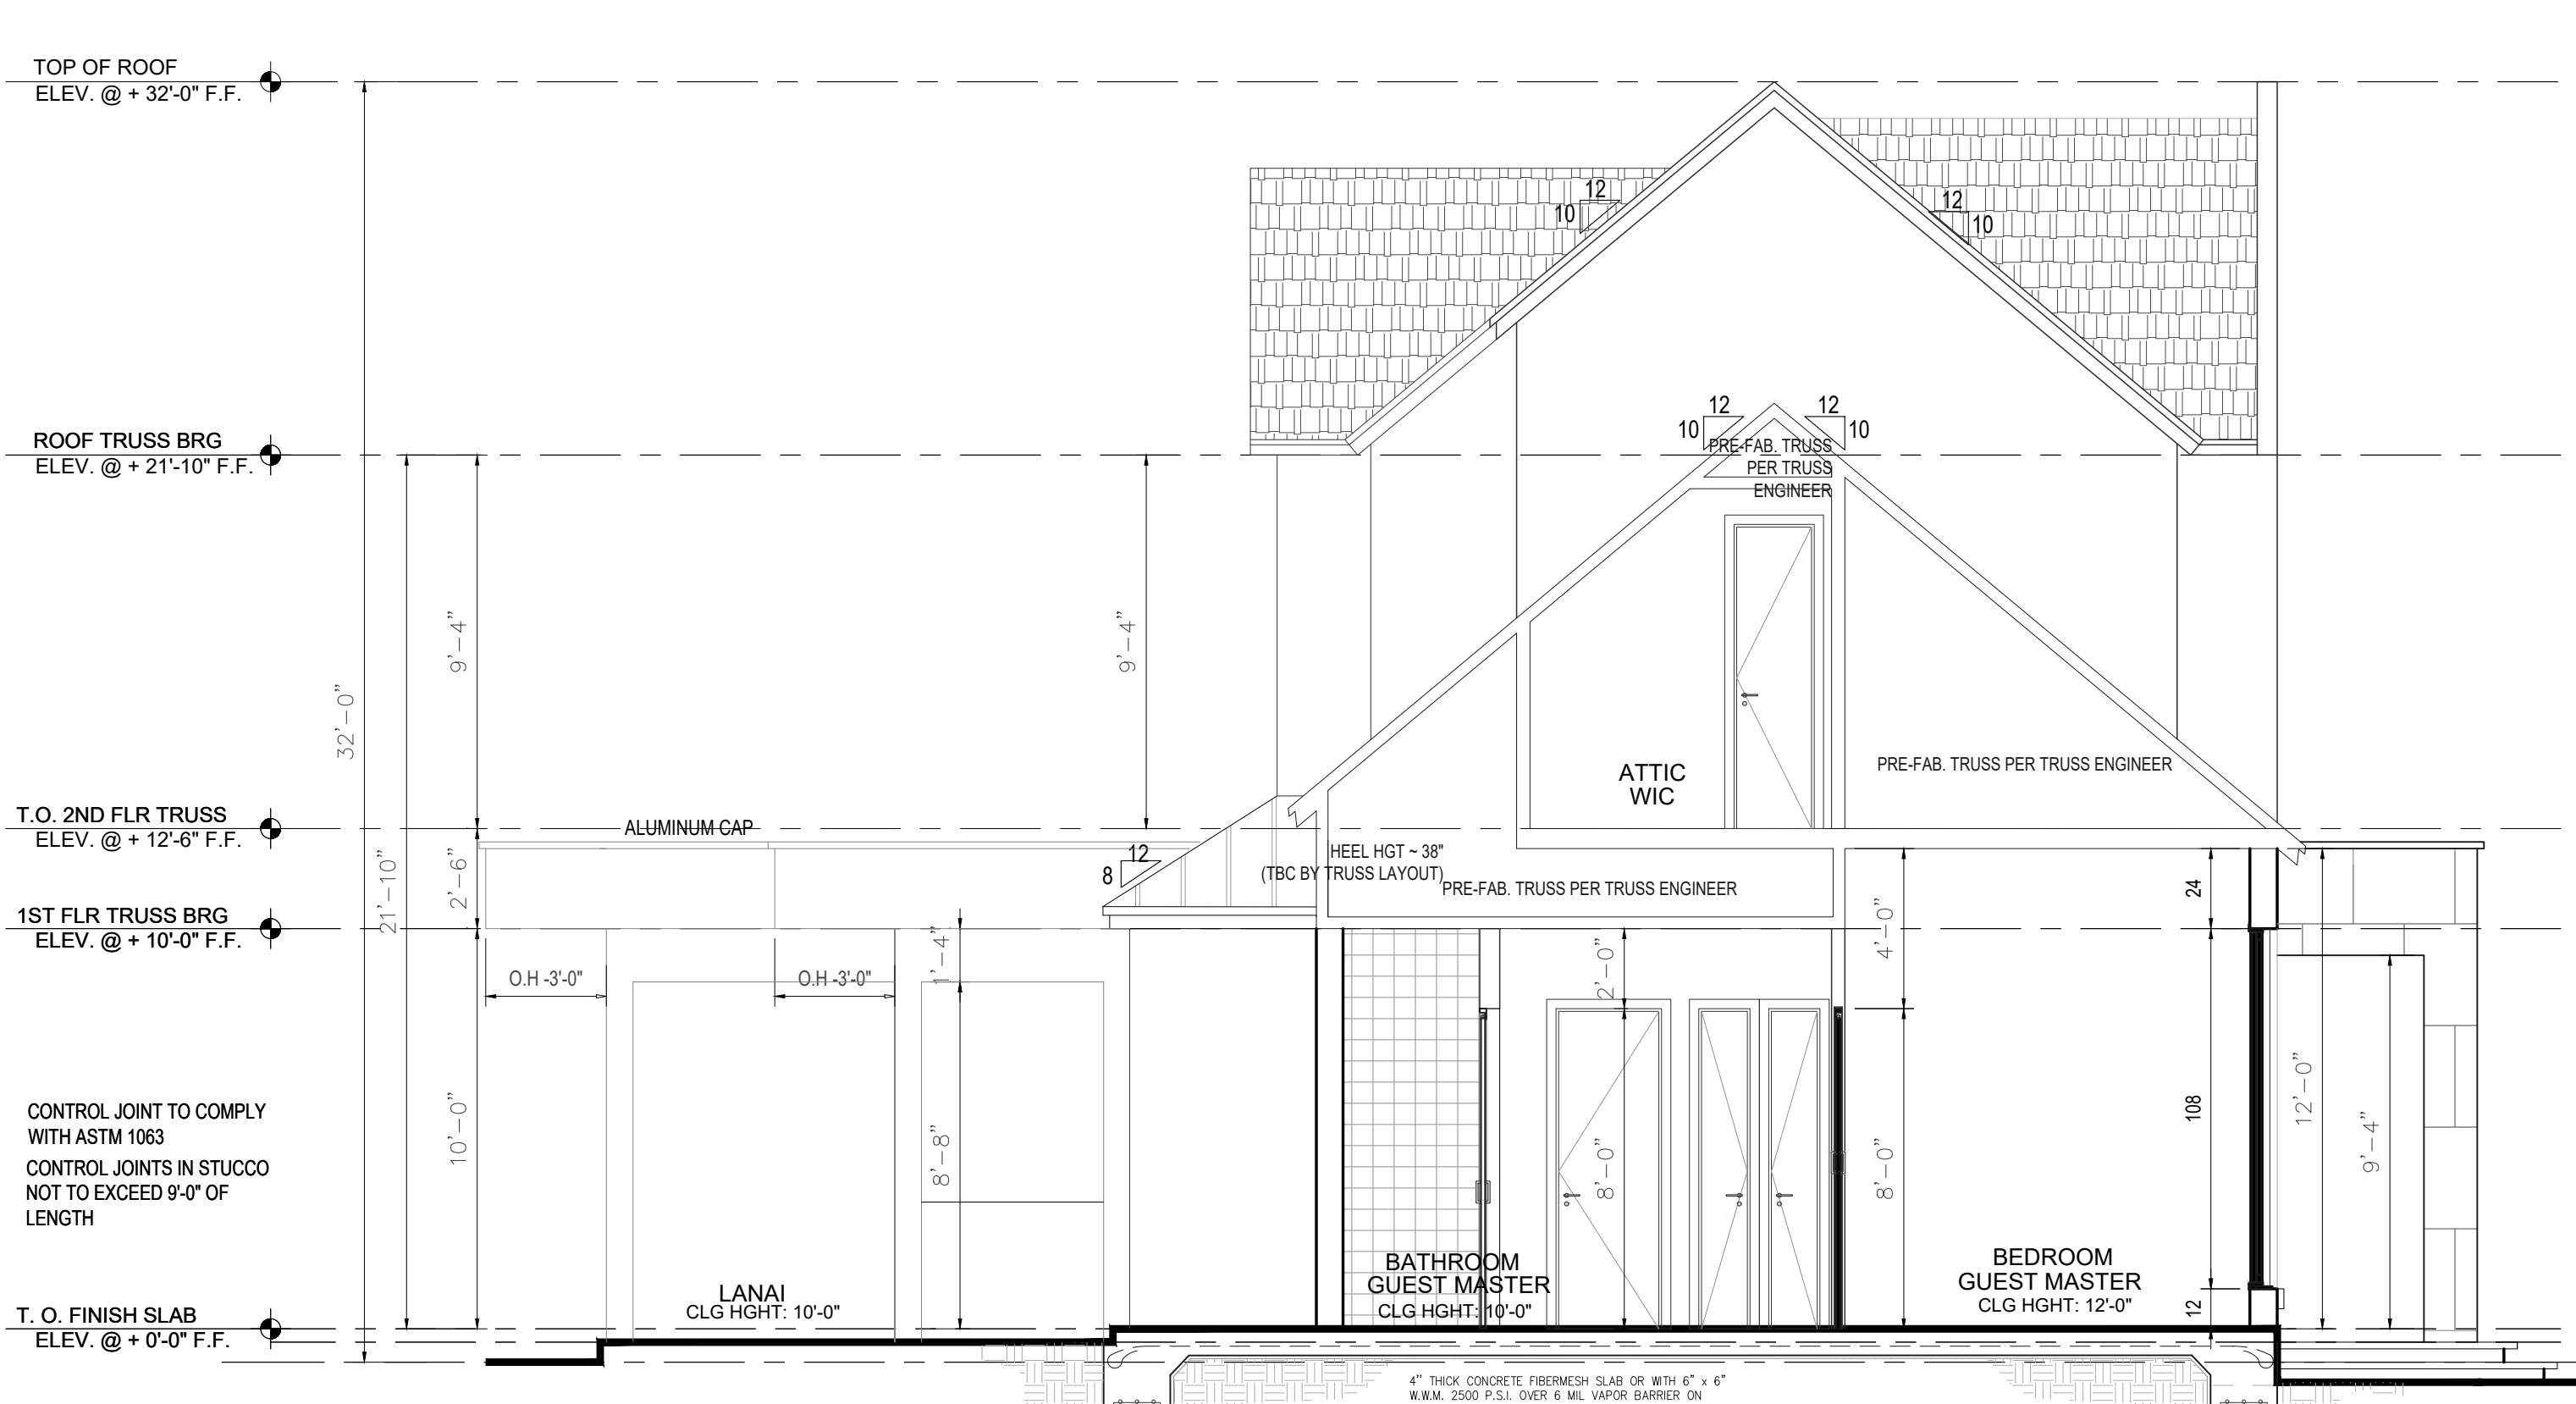 TOP OF ROOF
ELEV. @ + 32'-0" F.F.
12
10
12
10
12
10
12
10
ROOF TRUSS BRG
ELEV. @ + 21'-10" F.F.
PRE-FAB. TRUSS
PER TRUSS
ENGINEER
9'-4"
9'-4"
32'-0"
PRE-FAB. TRUSS PER TRUSS ENGINEER
ATTIC
WIC
T.O. 2ND FLR TRUSS
ELEV. @ + 12'-6" F.F.
ALUMINUM CAP
12
8
HEEL HGT ~ 38"
(TBC BY TRUSS LAYOUT)
PRE-FAB. TRUSS PER TRUSS ENGINEER
21'-10"
2'-6"
24
1ST FLR TRUSS BRG
ELEV. @ + 10'-0" F.F.
1'-4"
2'-0"
4'-0"
O.H -3'-0"
O.H -3'-0"
CONTROL JOINT TO COMPLY
WITH ASTM 1063
CONTROL JOINTS IN STUCCO
NOT TO EXCEED 9'-0" OF
LENGTH
10'-0"
8'-8"
8'-0"
8'-0"
108
12'-0"
9'-4"
LANAI
CLG HGHT: 10'-0"
BATHROOM
GUEST MASTER
CLG HGHT: 10'-0"
BEDROOM
GUEST MASTER
CLG HGHT: 12'-0"
12
T. O. FINISH SLAB
ELEV. @ + 0'-0" F.F.
4" THICK CONCRETE FIBERMESH SLAB OR WITH 6" x 6"
W.W.M. 2500 P.S.I. OVER 6 MIL VAPOR BARRIER ON